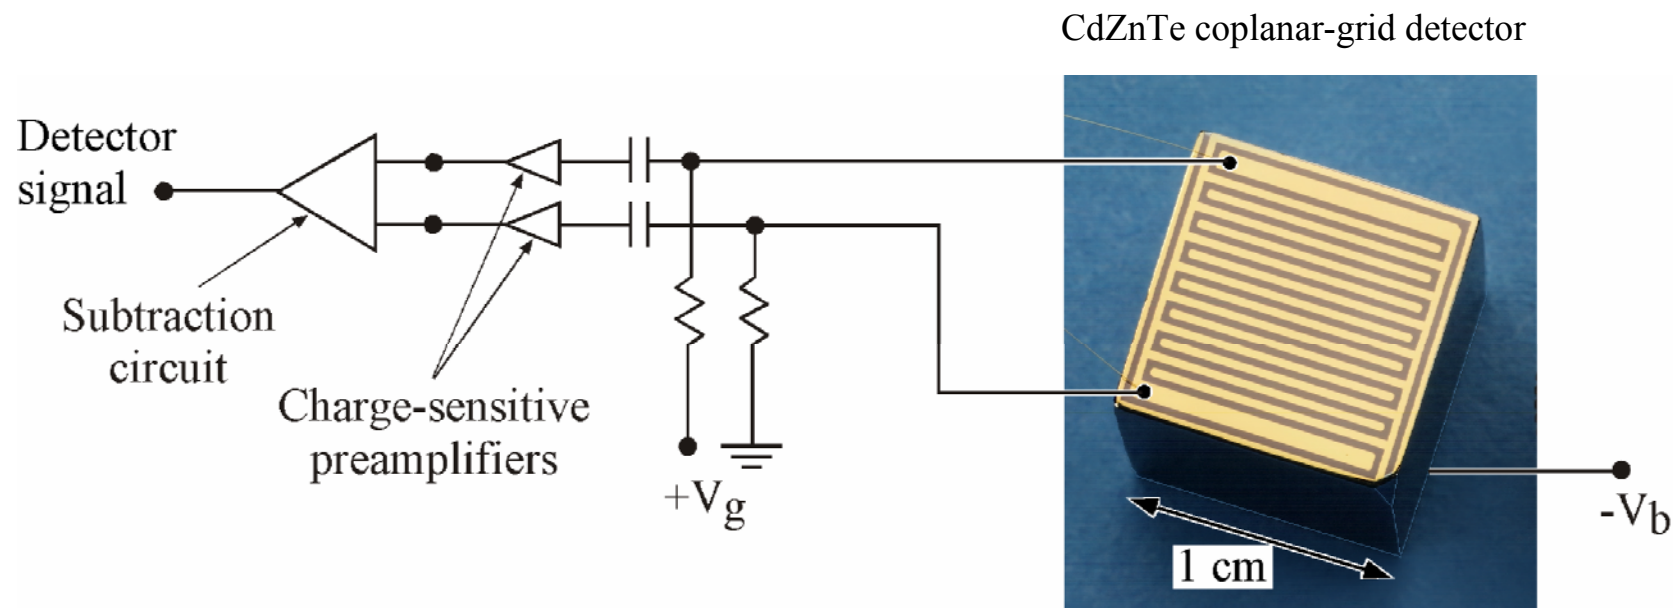 CdZnTe coplanar-grid detector
Detector
signal
Subtraction
circuit
Charge-sensitive
preamplifiers
+Vg
1 cm
-Vb